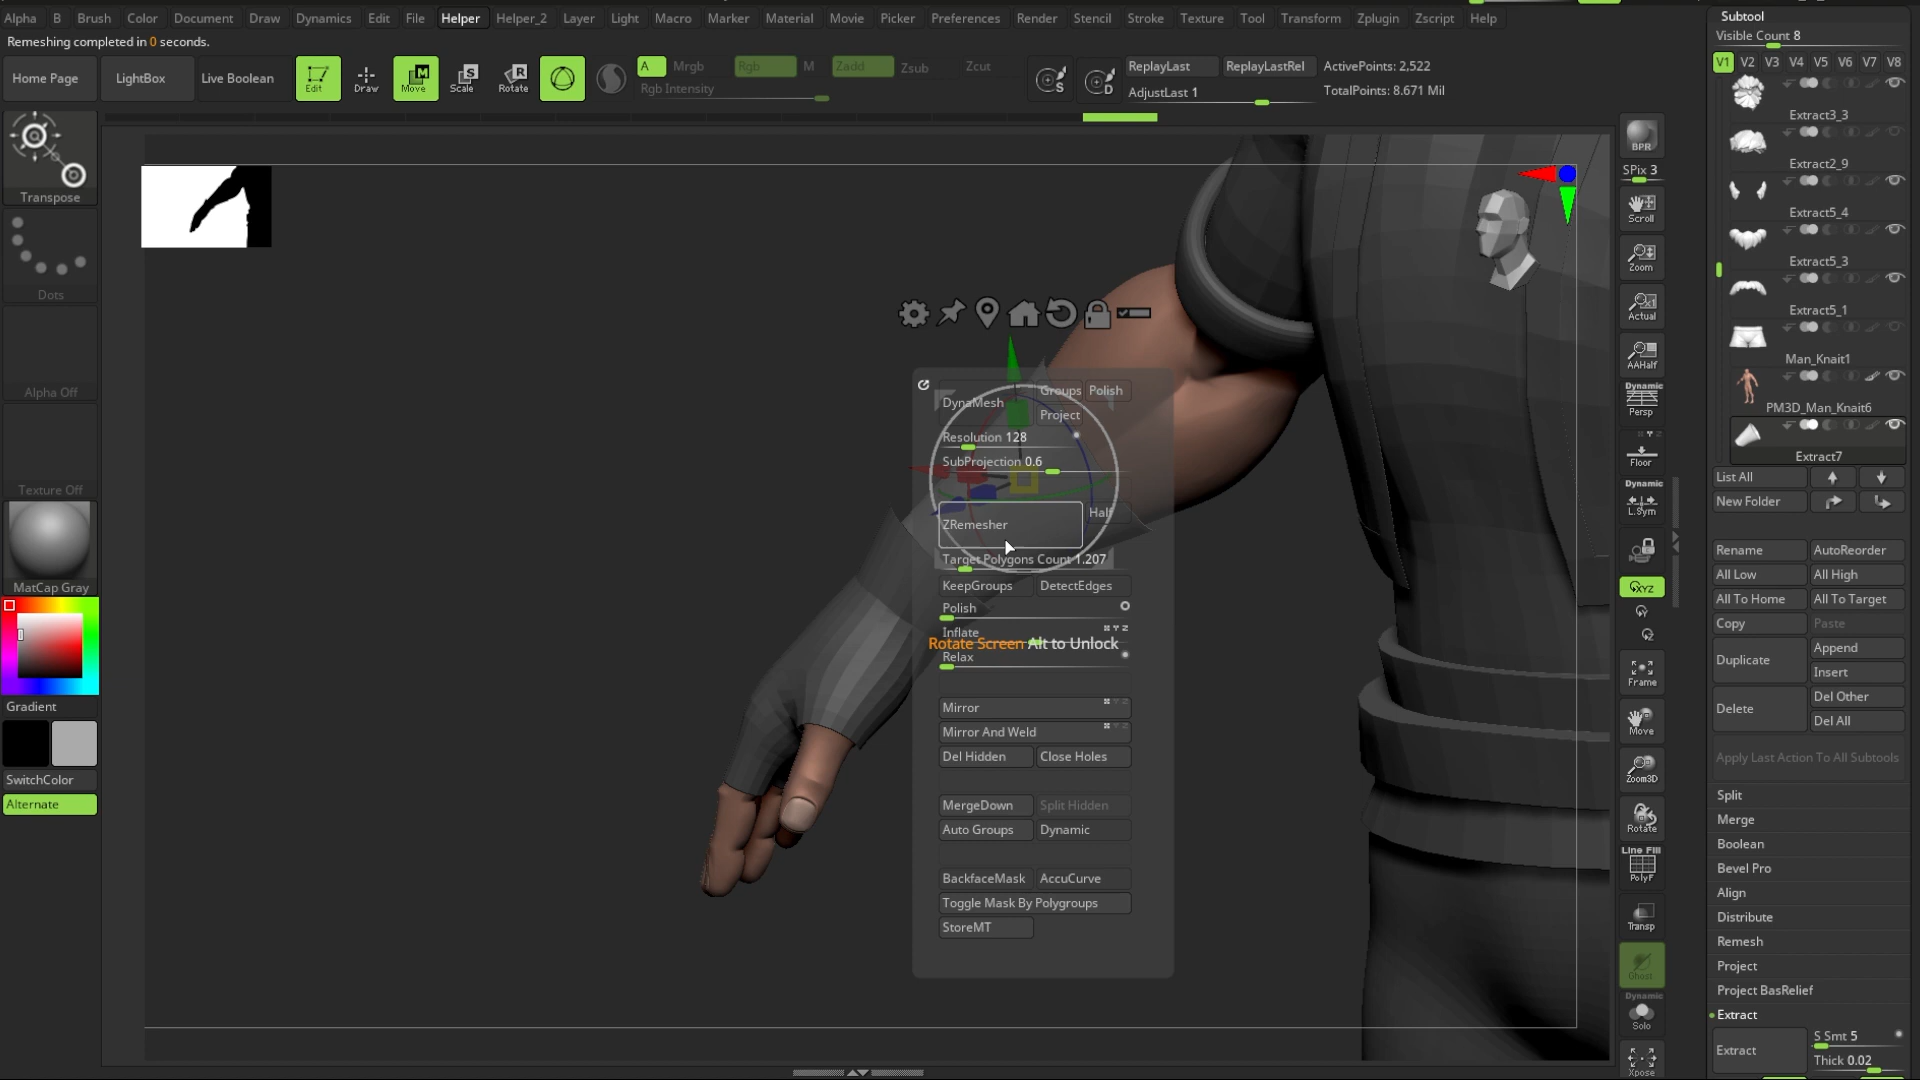 Alpha B Brush Color Document Draw Dynamics Edit File Helper Helper_2 Layer Light Macro Marker Material Movie Picker Preferences Render Stencil Stroke Texture Tool Transform Zplugin Zscript Help
Remeshing completed in 0 seconds.
Home Page
LightBox
Live Boolean
Edit
Draw
Move
Scale
Rotate
A Mrgb Rgb M Zadd Zsub Zcut
Rgb Intensity
ReplayLast ReplayLastRel ActivePoints: 2,522
AdjustLast 1 TotalPoints: 8.671 Mil
Transpose
Dots
Alpha Off
Texture Off
MatCap Gray
Gradient
SwitchColor
Alternate
DynaMesh
Groups Polish
Project
Resolution 128
SubProjection 0.6
ZRemesher
Half
Target Polygons Count 1.207
KeepGroups DetectEdges
Polish
Inflate
Rotate Screen Alt to Unlock
Relax
Mirror
Mirror And Weld
Del Hidden Close Holes
MergeDown Split Hidden
Auto Groups Dynamic
BackfaceMask AccuCurve
Toggle Mask By Polygroups
StoreMT
BPR
SPix 3
Scroll
Zoom
Actual
AAHalf
Dynamic
Persp
Floor
Dynamic
L.Sym
XYZ
Frame
Move
Zoom3D
Rotate
Line Fill
PolyF
Transp
Ghost
Dynamic
Solo
Xpose
Subtool
Visible Count 8
V1 V2 V3 V4 V5 V6 V7 V8
Extract3_3
Extract2_9
Extract5_4
Extract5_3
Extract5_1
Man_Knait1
PM3D_Man_Knait6
Extract7
List All
New Folder
Rename AutoReorder
All Low All High
All To Home All To Target
Copy Paste
Duplicate Append
Insert
Delete Del Other
Del All
Apply Last Action To All Subtools
Split
Merge
Boolean
Bevel Pro
Align
Distribute
Remesh
Project
Project BasRelief
Extract
Extract S Smt 5
Thick 0.02